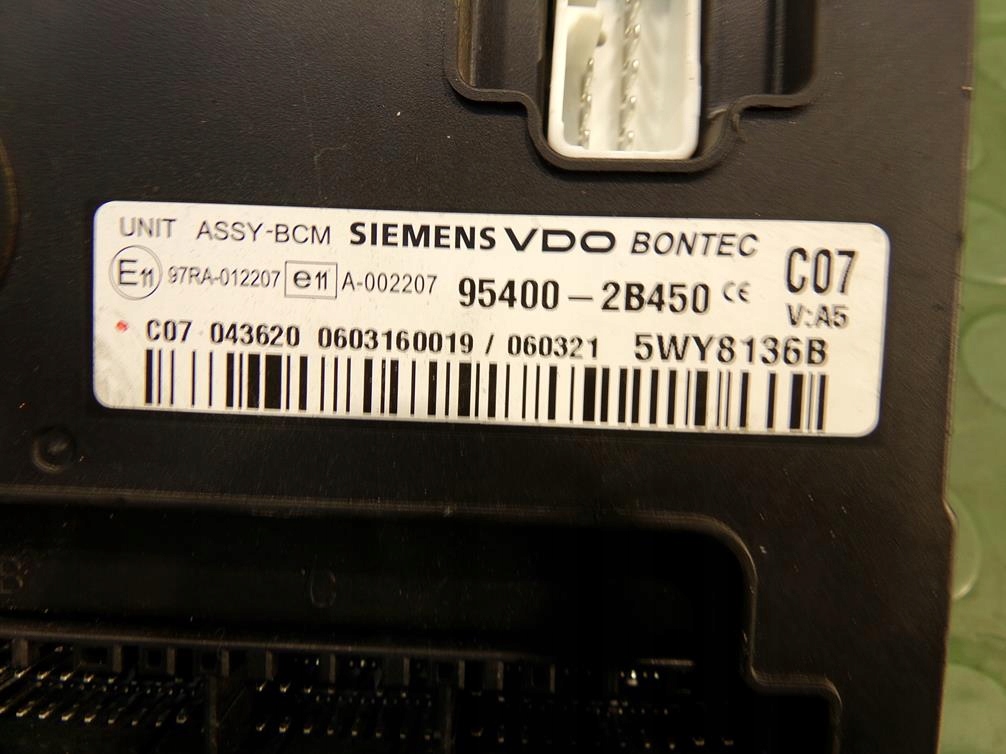 UNIT ASSY-BCM SIEMENS VDO BONTEC
E11 97RA-012207 e11 A-002207 95400-2B450 CE C07
V:A5
C07 043620 0603160019 / 060321 5WY8136B
B
C